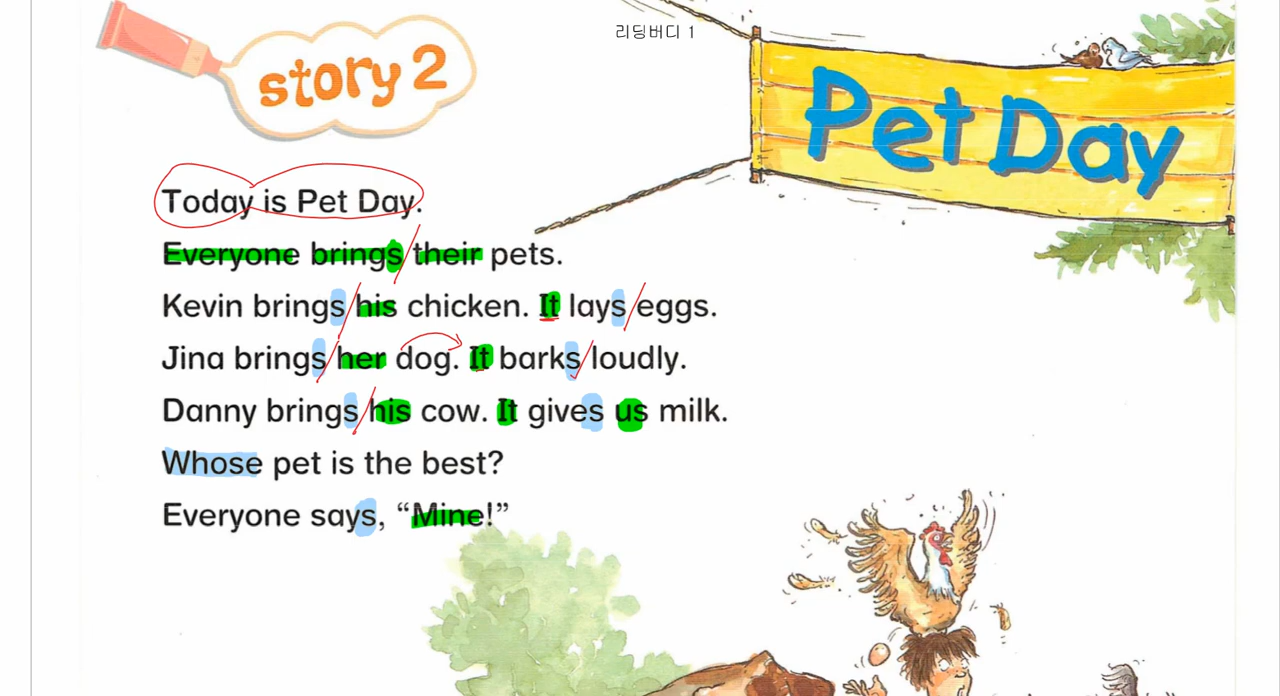 리딩버디 1
story 2
Pet Day
Today is Pet Day.
Everyone brings their pets.
Kevin brings his chicken. It lays eggs.
Jina brings her dog. It barks loudly.
Danny brings his cow. It gives us milk.
Whose pet is the best?
Everyone says, “Mine!”